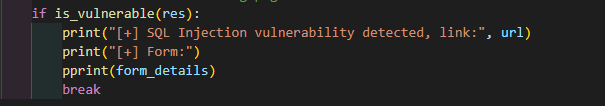 if is_vulnerable(res):
print("[+] SQL Injection vulnerability detected, link:", url)
print("[+] Form:")
pprint(form_details)
break